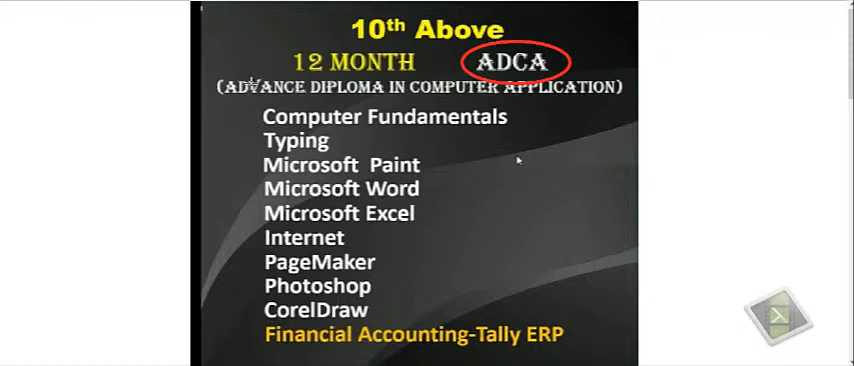 10th Above
12 MONTH ADCA
(ADVANCE DIPLOMA IN COMPUTER APPLICATION)
Computer Fundamentals
Typing
Microsoft Paint
Microsoft Word
Microsoft Excel
Internet
PageMaker
Photoshop
CorelDraw
Financial Accounting-Tally ERP